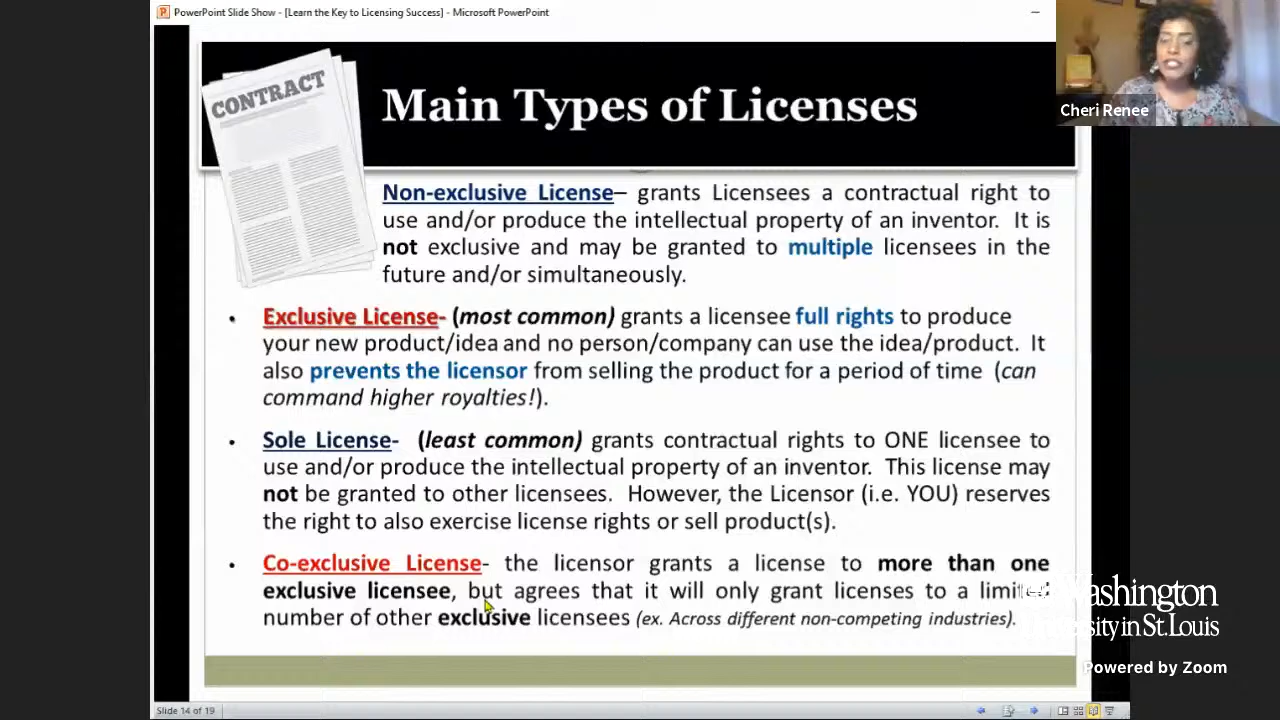 PowerPoint Slide Show - [Learn the Key to Licensing Success] - Microsoft PowerPoint
Cheri Renee
CONTRACT
Main Types of Licenses
Non-exclusive License– grants Licensees a contractual right to
use and/or produce the intellectual property of an inventor. It is
not exclusive and may be granted to multiple licensees in the
future and/or simultaneously.
• Exclusive License- (most common) grants a licensee full rights to produce
your new product/idea and no person/company can use the idea/product. It
also prevents the licensor from selling the product for a period of time (can
command higher royalties!).
• Sole License- (least common) grants contractual rights to ONE licensee to
use and/or produce the intellectual property of an inventor. This license may
not be granted to other licensees. However, the Licensor (i.e. YOU) reserves
the right to also exercise license rights or sell product(s).
• Co-exclusive License- the licensor grants a license to more than one
exclusive licensee, but agrees that it will only grant licenses to a limited
number of other exclusive licensees (ex. Across different non-competing industries).
Washington
University in St. Louis
Powered by Zoom
Slide 14 of 19